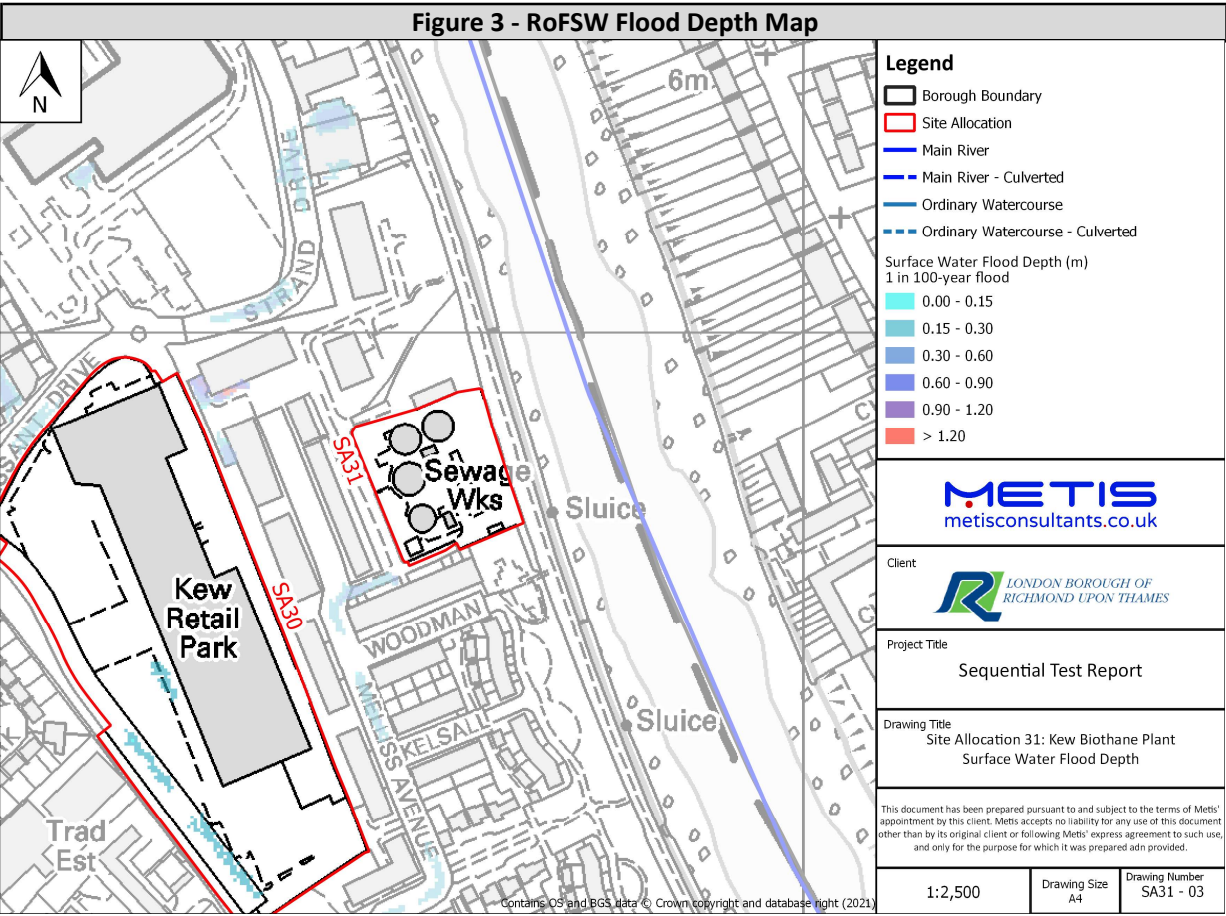 Figure 3 - RoFSW Flood Depth Map
N
6m
DRIVE
STRAND
DRIVE
SA31
Sewage
Wks
Sluice
Kew
Retail
Park
SA30
WOODMAN
KELSALL
MELISS AVENUE
Sluice
Trad
Est
Contains OS and BGS data © Crown copyright and database right (2021)
Legend
Borough Boundary
Site Allocation
Main River
Main River - Culverted
Ordinary Watercourse
Ordinary Watercourse - Culverted
Surface Water Flood Depth (m)
1 in 100-year flood
0.00 - 0.15
0.15 - 0.30
0.30 - 0.60
0.60 - 0.90
0.90 - 1.20
> 1.20
METIS
metisconsultants.co.uk
Client
LONDON BOROUGH OF
RICHMOND UPON THAMES
Project Title
Sequential Test Report
Drawing Title
Site Allocation 31: Kew Biothane Plant
Surface Water Flood Depth
This document has been prepared pursuant to and subject to the terms of Metis'
appointment by this client. Metis accepts no liability for any use of this document
other than by its original client or following Metis' express agreement to such use,
and only for the purpose for which it was prepared adn provided.
1:2,500
Drawing Size
A4
Drawing Number
SA31 - 03